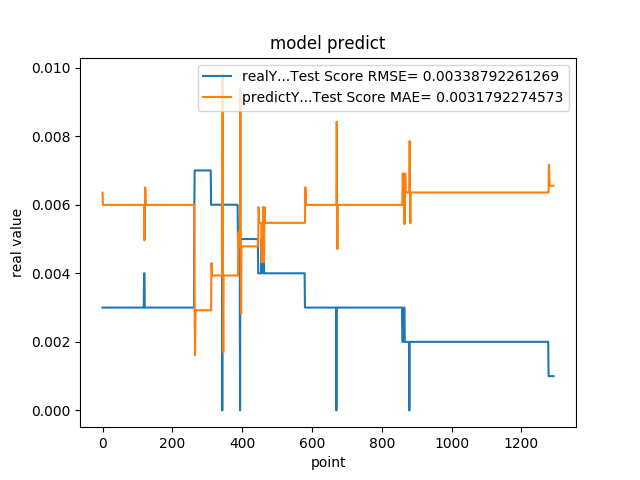 model predict
realY...Test Score RMSE= 0.00338792261269
predictY...Test Score MAE= 0.0031792274573
real value
0.010
0.008
0.006
0.004
0.002
0.000
0 200 400 600 800 1000 1200
point